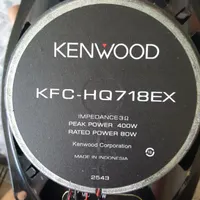 KENWOOD
KFC-HQ718EX
IMPEDANCE 3Ω
PEAK POWER 400W
RATED POWER 80W
Kenwood Corporation
MADE IN INDONESIA
2543